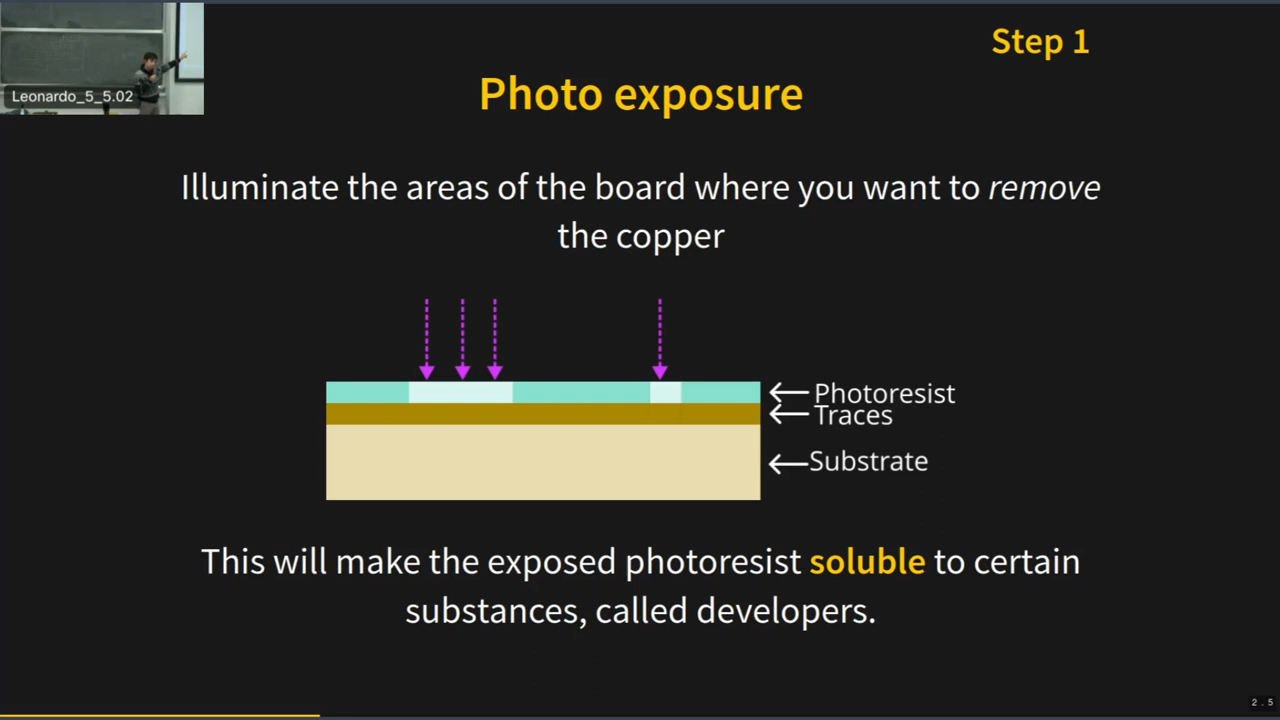 Step 1
Leonardo_5_5.02
Photo exposure
Illuminate the areas of the board where you want to remove
the copper
Photoresist
Traces
Substrate
This will make the exposed photoresist soluble to certain
substances, called developers.
2.5